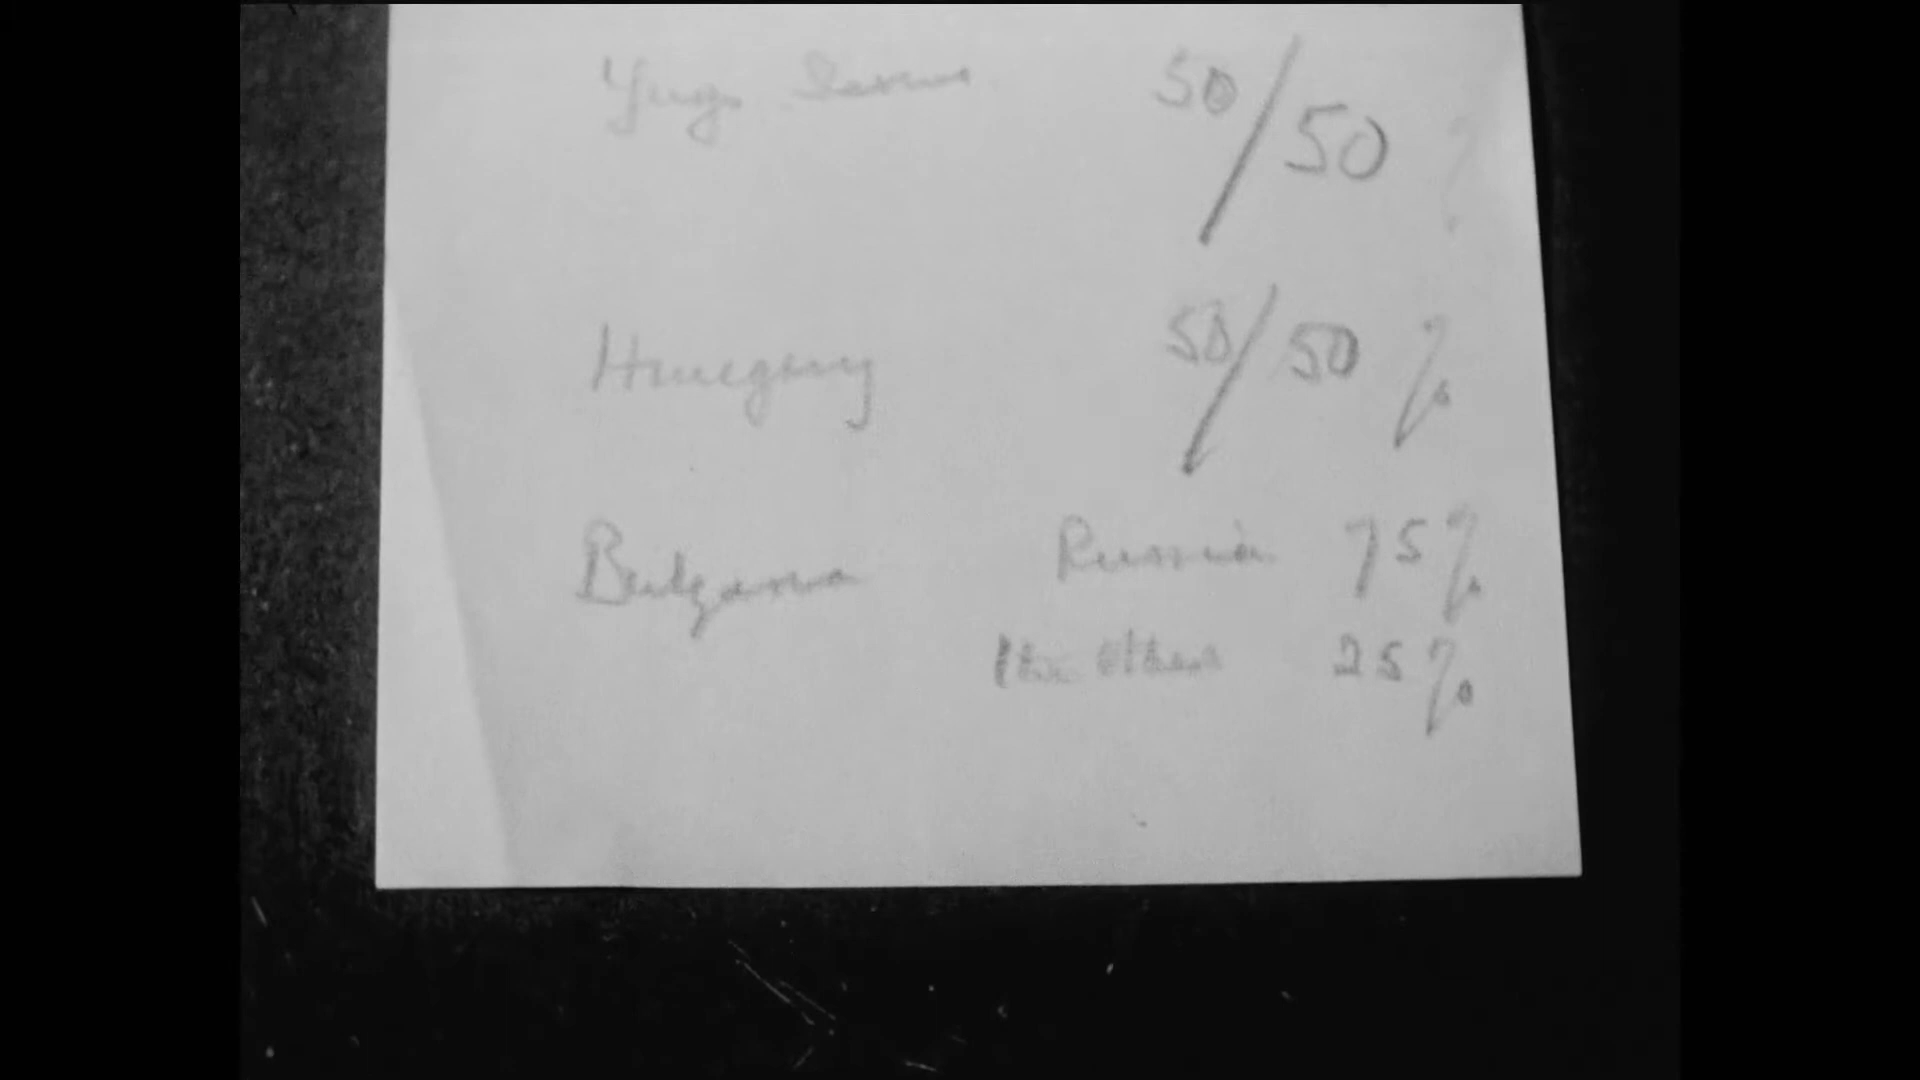 Yugo Slavia 50/50 %
Hungary 50/50 %
Bulgaria Russia 75%
the others 25%